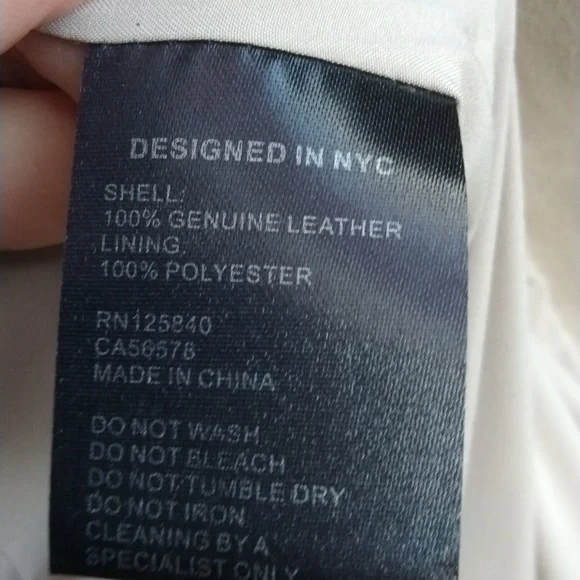 DESIGNED IN NYC
SHELL:
100% GENUINE LEATHER
LINING:
100% POLYESTER
RN125840
CA56578
MADE IN CHINA
DO NOT WASH
DO NOT BLEACH
DO NOT TUMBLE DRY
DO NOT IRON
CLEANING BY A
SPECIALIST ONLY